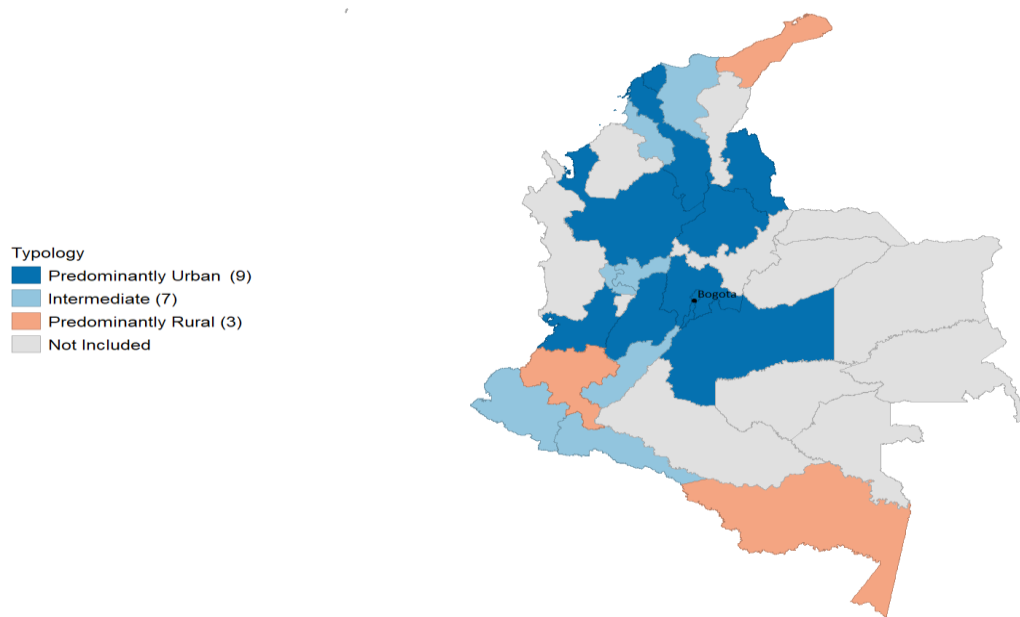 Typology
Predominantly Urban (9)
Intermediate (7)
Predominantly Rural (3)
Not Included
Bogota